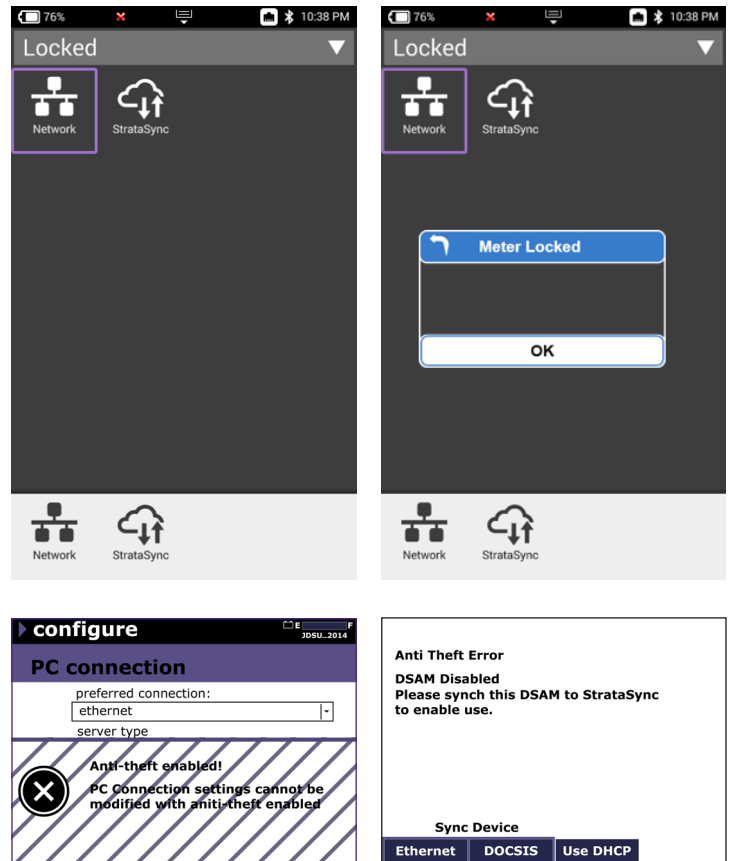 76% 10:38 PM
Locked
Network StrataSync
Network StrataSync
76% 10:38 PM
Locked
Network StrataSync
Meter Locked
OK
Network StrataSync
configure
E F
JDSU_2014
PC connection
preferred connection:
ethernet
server type
Anti-theft enabled!
PC Connection settings cannot be
modified with aniti-theft enabled
Anti Theft Error
DSAM Disabled
Please synch this DSAM to StrataSync
to enable use.
Sync Device
Ethernet DOCSIS Use DHCP